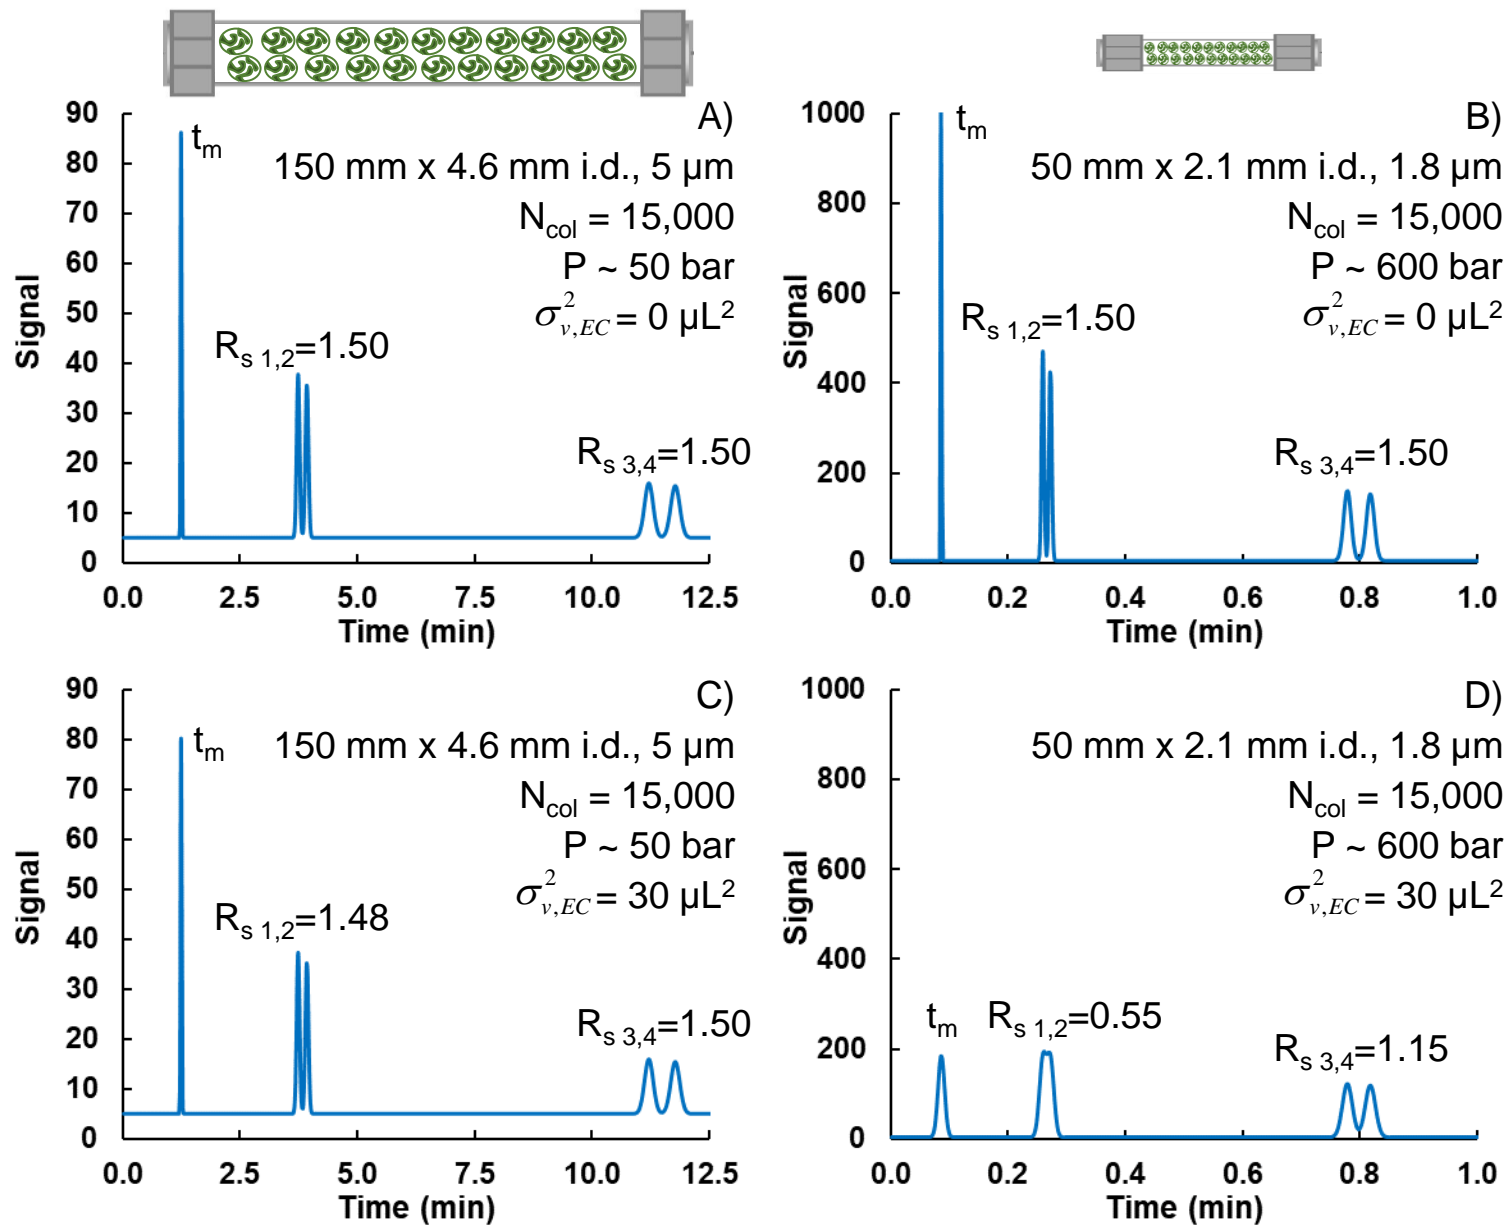 A)
90
80
70
60
50
40
30
20
10
0
Signal
t_m
150 mm x 4.6 mm i.d., 5 µm
N_col = 15,000
P ~ 50 bar
σ²_v,EC = 0 µL²
R_s 1,2=1.50
R_s 3,4=1.50
0.0 2.5 5.0 7.5 10.0 12.5
Time (min)
B)
1000
800
600
400
200
0
Signal
t_m
50 mm x 2.1 mm i.d., 1.8 µm
N_col = 15,000
P ~ 600 bar
σ²_v,EC = 0 µL²
R_s 1,2=1.50
R_s 3,4=1.50
0.0 0.2 0.4 0.6 0.8 1.0
Time (min)
C)
90
80
70
60
50
40
30
20
10
0
Signal
t_m
150 mm x 4.6 mm i.d., 5 µm
N_col = 15,000
P ~ 50 bar
σ²_v,EC = 30 µL²
R_s 1,2=1.48
R_s 3,4=1.50
0.0 2.5 5.0 7.5 10.0 12.5
Time (min)
D)
1000
800
600
400
200
0
Signal
50 mm x 2.1 mm i.d., 1.8 µm
N_col = 15,000
P ~ 600 bar
σ²_v,EC = 30 µL²
t_m
R_s 1,2=0.55
R_s 3,4=1.15
0.0 0.2 0.4 0.6 0.8 1.0
Time (min)